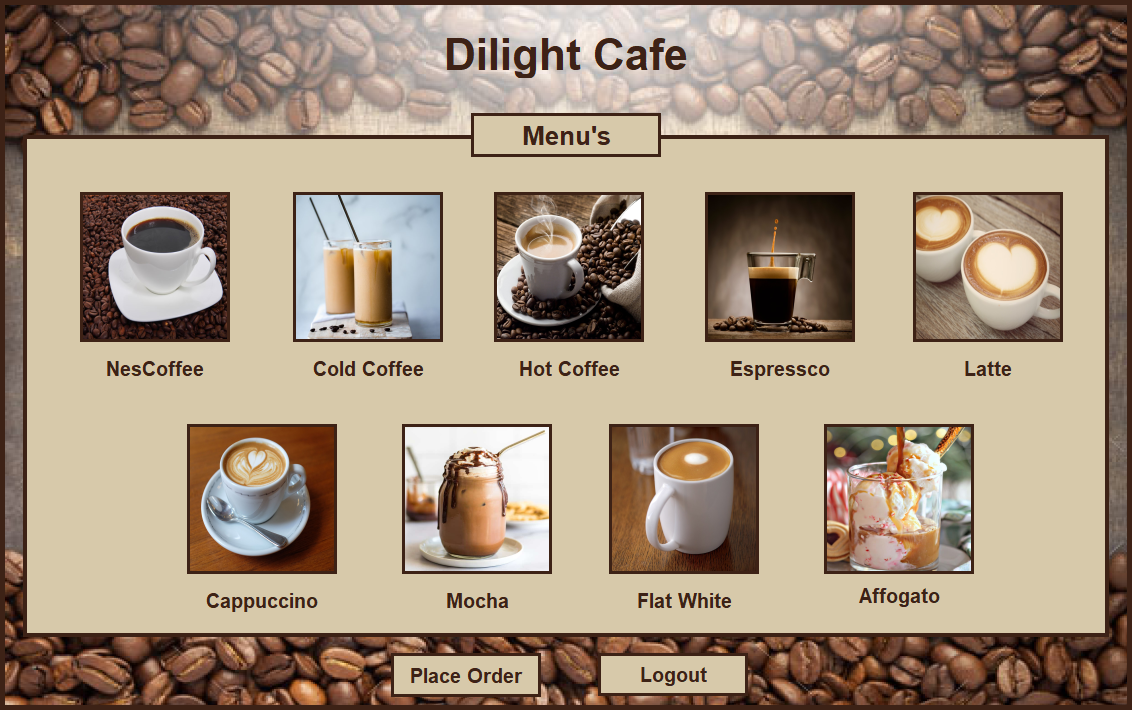 Dilight Cafe
Menu's
NesCoffee
Cold Coffee
Hot Coffee
Espressco
Latte
Cappuccino
Mocha
Flat White
Affogato
Place Order
Logout